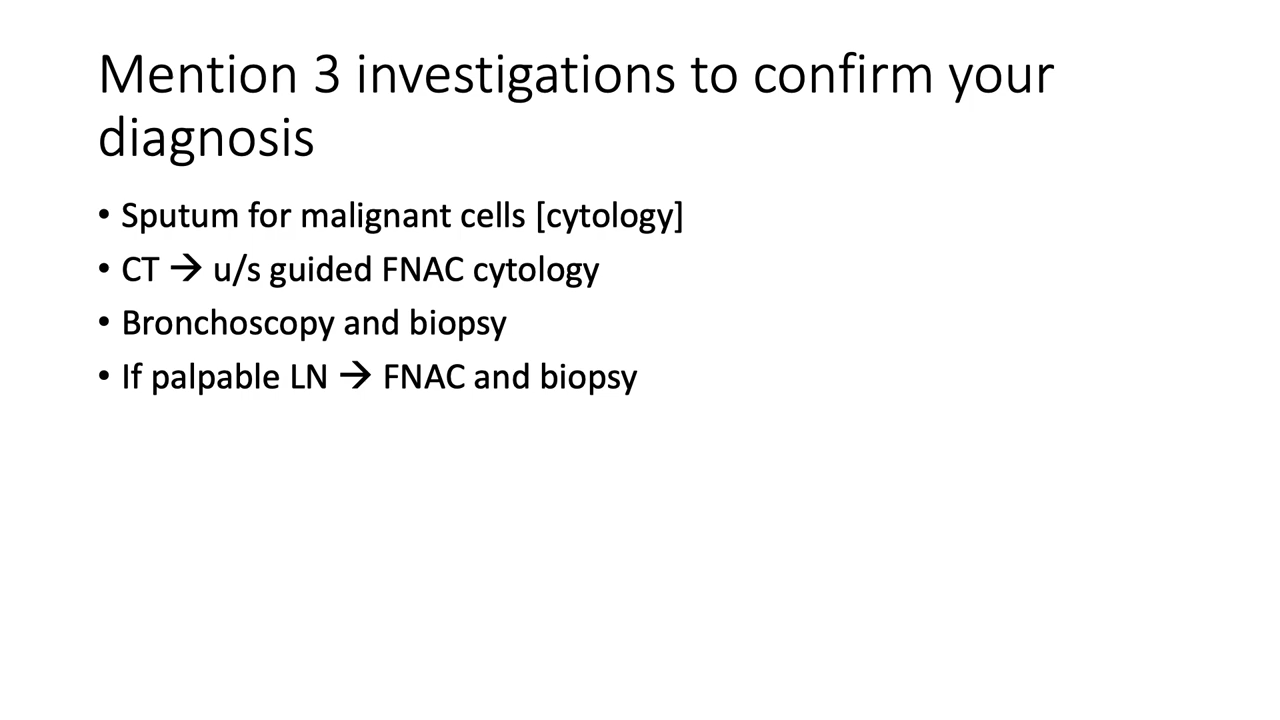 Mention 3 investigations to confirm your
diagnosis
• Sputum for malignant cells [cytology]
• CT → u/s guided FNAC cytology
• Bronchoscopy and biopsy
• If palpable LN → FNAC and biopsy